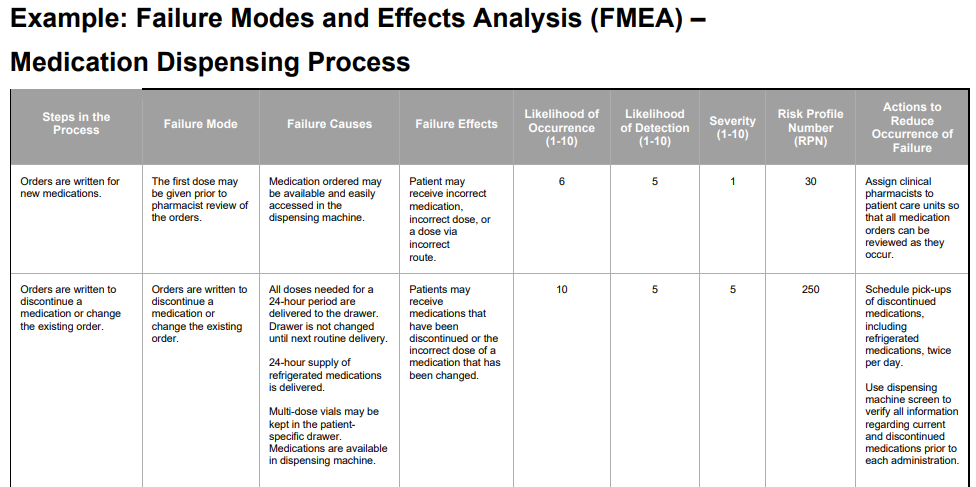 Example: Failure Modes and Effects Analysis (FMEA) –
Medication Dispensing Process
Steps in the
Process
Failure Mode
Failure Causes
Failure Effects
Likelihood of
Occurrence
(1-10)
Likelihood
of Detection
(1-10)
Severity
(1-10)
Risk Profile
Number
(RPN)
Actions to
Reduce
Occurrence of
Failure
Orders are written for
new medications.
The first dose may
be given prior to
pharmacist review of
the orders.
Medication ordered may
be available and easily
accessed in the
dispensing machine.
Patient may
receive incorrect
medication,
incorrect dose, or
a dose via
incorrect
route.
6
5
1
30
Assign clinical
pharmacists to
patient care units so
that all medication
orders can be
reviewed as they
occur.
Orders are written to
discontinue a
medication or change
the existing order.
Orders are written to
discontinue a
medication or
change the existing
order.
All doses needed for a
24-hour period are
delivered to the drawer.
Drawer is not changed
until next routine delivery.
24-hour supply of
refrigerated medications
is delivered.
Multi-dose vials may be
kept in the patient-
specific drawer.
Medications are available
in dispensing machine.
Patients may
receive
medications that
have been
discontinued or the
incorrect dose of a
medication that has
been changed.
10
5
5
250
Schedule pick-ups
of discontinued
medications,
including
refrigerated
medications, twice
per day.
Use dispensing
machine screen to
verify all information
regarding current
and discontinued
medications prior to
each administration.